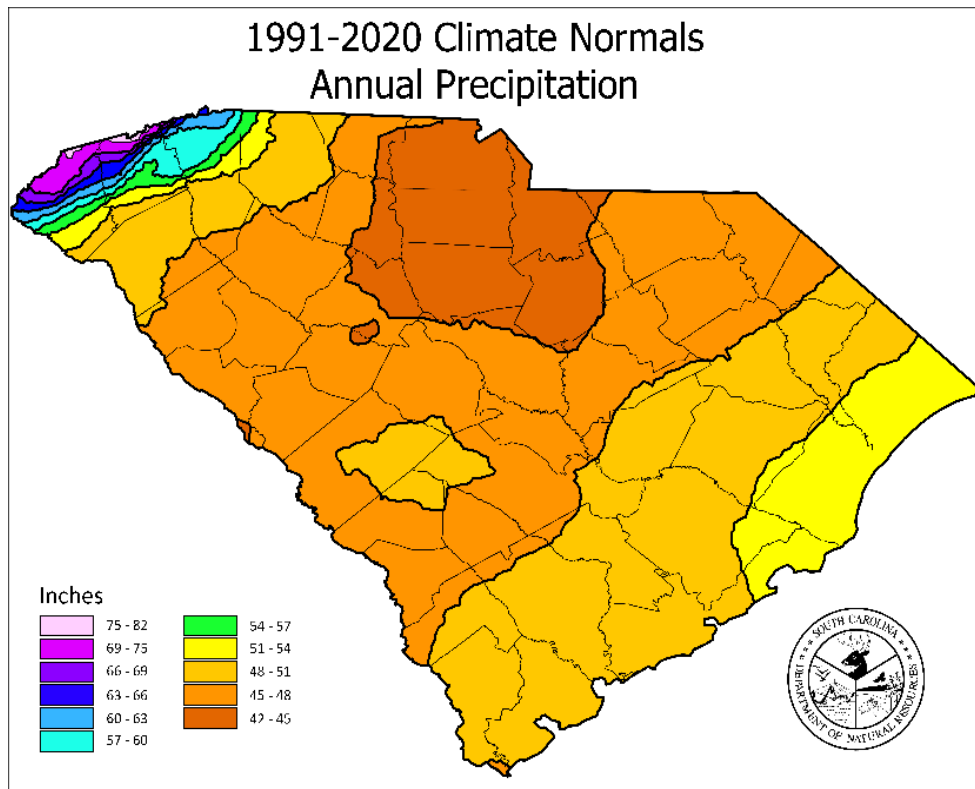 1991-2020 Climate Normals
Annual Precipitation
Inches
75 - 82
69 - 75
66 - 69
63 - 66
60 - 63
57 - 60
54 - 57
51 - 54
48 - 51
45 - 48
42 - 45
SOUTH CAROLINA
DEPARTMENT OF NATURAL RESOURCES